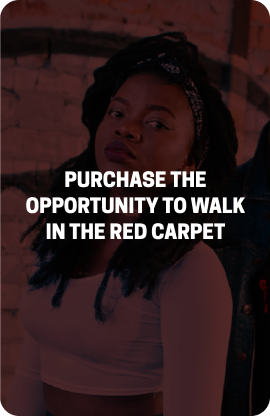 PURCHASE THE
OPPORTUNITY TO WALK
IN THE RED CARPET